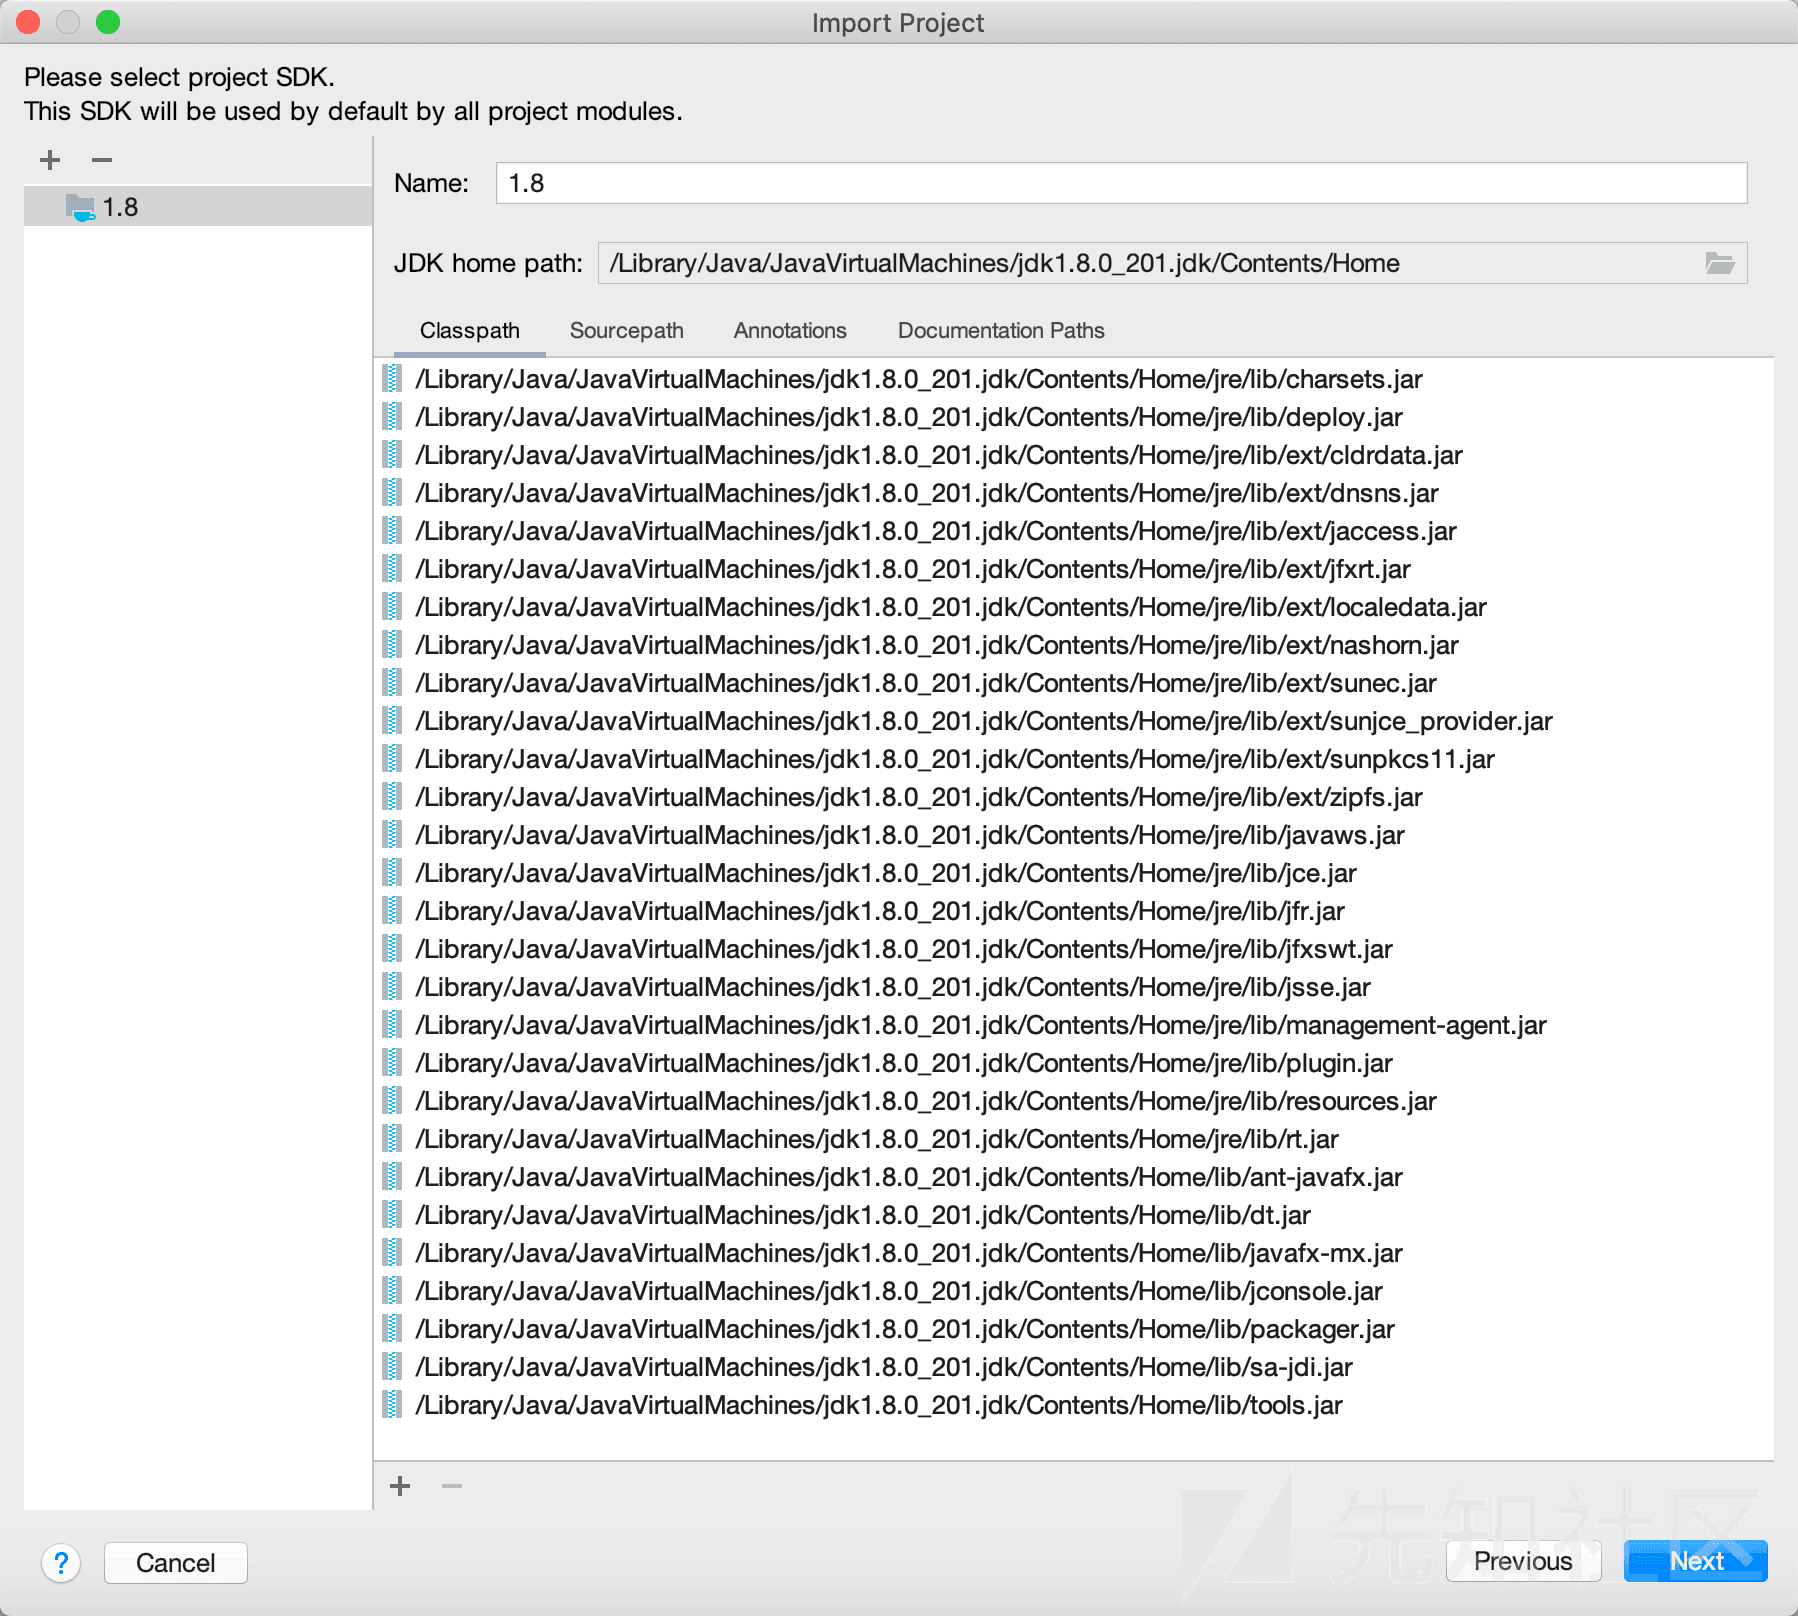 Import Project
Please select project SDK.
This SDK will be used by default by all project modules.
1.8
Name: 1.8
JDK home path: /Library/Java/JavaVirtualMachines/jdk1.8.0_201.jdk/Contents/Home
Classpath Sourcepath Annotations Documentation Paths
/Library/Java/JavaVirtualMachines/jdk1.8.0_201.jdk/Contents/Home/jre/lib/charsets.jar
/Library/Java/JavaVirtualMachines/jdk1.8.0_201.jdk/Contents/Home/jre/lib/deploy.jar
/Library/Java/JavaVirtualMachines/jdk1.8.0_201.jdk/Contents/Home/jre/lib/ext/cldrdata.jar
/Library/Java/JavaVirtualMachines/jdk1.8.0_201.jdk/Contents/Home/jre/lib/ext/dnsns.jar
/Library/Java/JavaVirtualMachines/jdk1.8.0_201.jdk/Contents/Home/jre/lib/ext/jaccess.jar
/Library/Java/JavaVirtualMachines/jdk1.8.0_201.jdk/Contents/Home/jre/lib/ext/jfxrt.jar
/Library/Java/JavaVirtualMachines/jdk1.8.0_201.jdk/Contents/Home/jre/lib/ext/localedata.jar
/Library/Java/JavaVirtualMachines/jdk1.8.0_201.jdk/Contents/Home/jre/lib/ext/nashorn.jar
/Library/Java/JavaVirtualMachines/jdk1.8.0_201.jdk/Contents/Home/jre/lib/ext/sunec.jar
/Library/Java/JavaVirtualMachines/jdk1.8.0_201.jdk/Contents/Home/jre/lib/ext/sunjce_provider.jar
/Library/Java/JavaVirtualMachines/jdk1.8.0_201.jdk/Contents/Home/jre/lib/ext/sunpkcs11.jar
/Library/Java/JavaVirtualMachines/jdk1.8.0_201.jdk/Contents/Home/jre/lib/ext/zipfs.jar
/Library/Java/JavaVirtualMachines/jdk1.8.0_201.jdk/Contents/Home/jre/lib/javaws.jar
/Library/Java/JavaVirtualMachines/jdk1.8.0_201.jdk/Contents/Home/jre/lib/jce.jar
/Library/Java/JavaVirtualMachines/jdk1.8.0_201.jdk/Contents/Home/jre/lib/jfr.jar
/Library/Java/JavaVirtualMachines/jdk1.8.0_201.jdk/Contents/Home/jre/lib/jfxswt.jar
/Library/Java/JavaVirtualMachines/jdk1.8.0_201.jdk/Contents/Home/jre/lib/jsse.jar
/Library/Java/JavaVirtualMachines/jdk1.8.0_201.jdk/Contents/Home/jre/lib/management-agent.jar
/Library/Java/JavaVirtualMachines/jdk1.8.0_201.jdk/Contents/Home/jre/lib/plugin.jar
/Library/Java/JavaVirtualMachines/jdk1.8.0_201.jdk/Contents/Home/jre/lib/resources.jar
/Library/Java/JavaVirtualMachines/jdk1.8.0_201.jdk/Contents/Home/jre/lib/rt.jar
/Library/Java/JavaVirtualMachines/jdk1.8.0_201.jdk/Contents/Home/lib/ant-javafx.jar
/Library/Java/JavaVirtualMachines/jdk1.8.0_201.jdk/Contents/Home/lib/dt.jar
/Library/Java/JavaVirtualMachines/jdk1.8.0_201.jdk/Contents/Home/lib/javafx-mx.jar
/Library/Java/JavaVirtualMachines/jdk1.8.0_201.jdk/Contents/Home/lib/jconsole.jar
/Library/Java/JavaVirtualMachines/jdk1.8.0_201.jdk/Contents/Home/lib/packager.jar
/Library/Java/JavaVirtualMachines/jdk1.8.0_201.jdk/Contents/Home/lib/sa-jdi.jar
/Library/Java/JavaVirtualMachines/jdk1.8.0_201.jdk/Contents/Home/lib/tools.jar
先知社区
? Cancel Previous Next